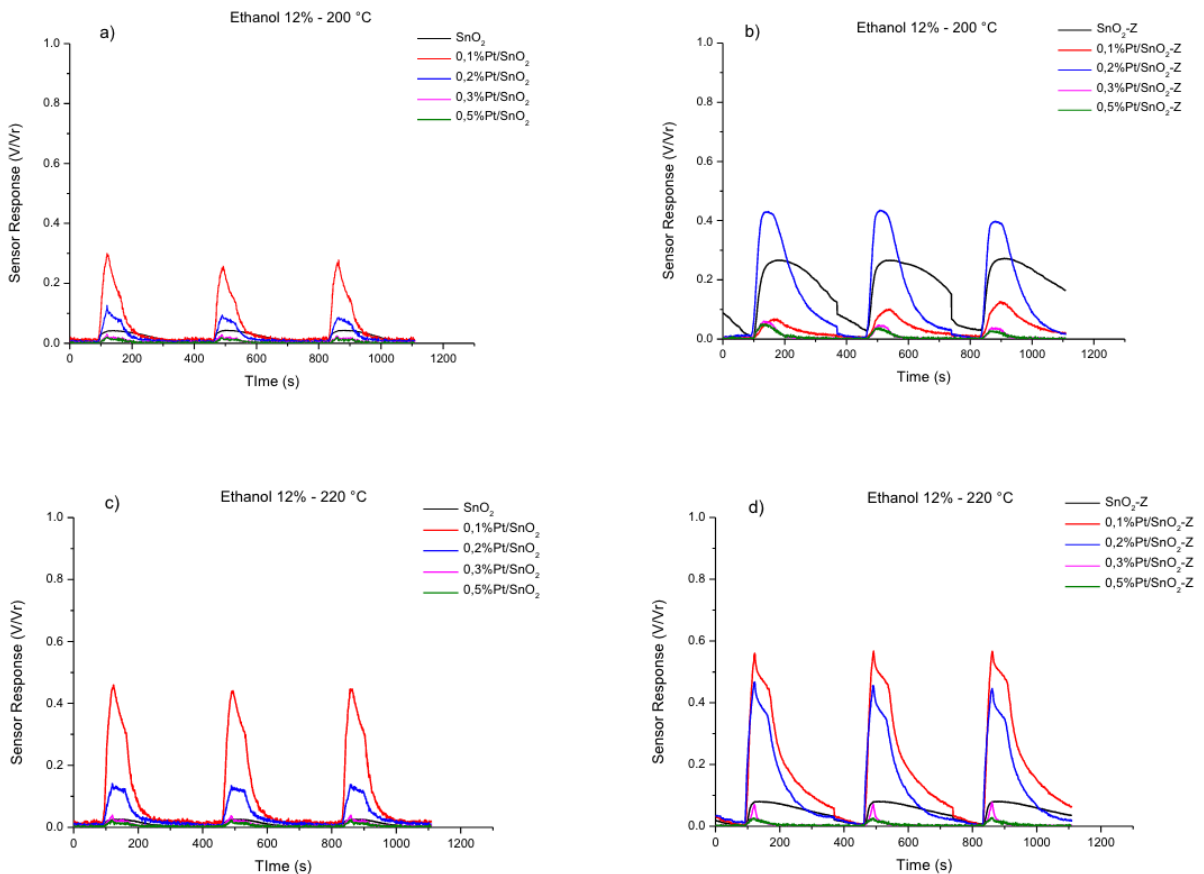 a)
Ethanol 12% - 200 °C
SnO₂
0,1%Pt/SnO₂
0,2%Pt/SnO₂
0,3%Pt/SnO₂
0,5%Pt/SnO₂
Sensor Response (V/Vr)
1.0
0.8
0.6
0.4
0.2
0.0
0 200 400 600 800 1000 1200
TIme (s)
b)
Ethanol 12% - 200°C
SnO₂-Z
0,1%Pt/SnO₂-Z
0,2%Pt/SnO₂-Z
0,3%Pt/SnO₂-Z
0,5%Pt/SnO₂-Z
Sensor Response (V/Vr)
1.0
0.8
0.6
0.4
0.2
0.0
0 200 400 600 800 1000 1200
Time (s)
c)
Ethanol 12% - 220 °C
SnO₂
0,1%Pt/SnO₂
0,2%Pt/SnO₂
0,3%Pt/SnO₂
0,5%Pt/SnO₂
Sensor Response (V/Vr)
1.0
0.8
0.6
0.4
0.2
0.0
0 200 400 600 800 1000 1200
TIme (s)
d)
Ethanol 12% - 220 °C
SnO₂-Z
0,1%Pt/SnO₂-Z
0,2%Pt/SnO₂-Z
0,3%Pt/SnO₂-Z
0,5%Pt/SnO₂-Z
Sensor Response (V/Vr)
1.0
0.8
0.6
0.4
0.2
0.0
0 200 400 600 800 1000 1200
Time (s)